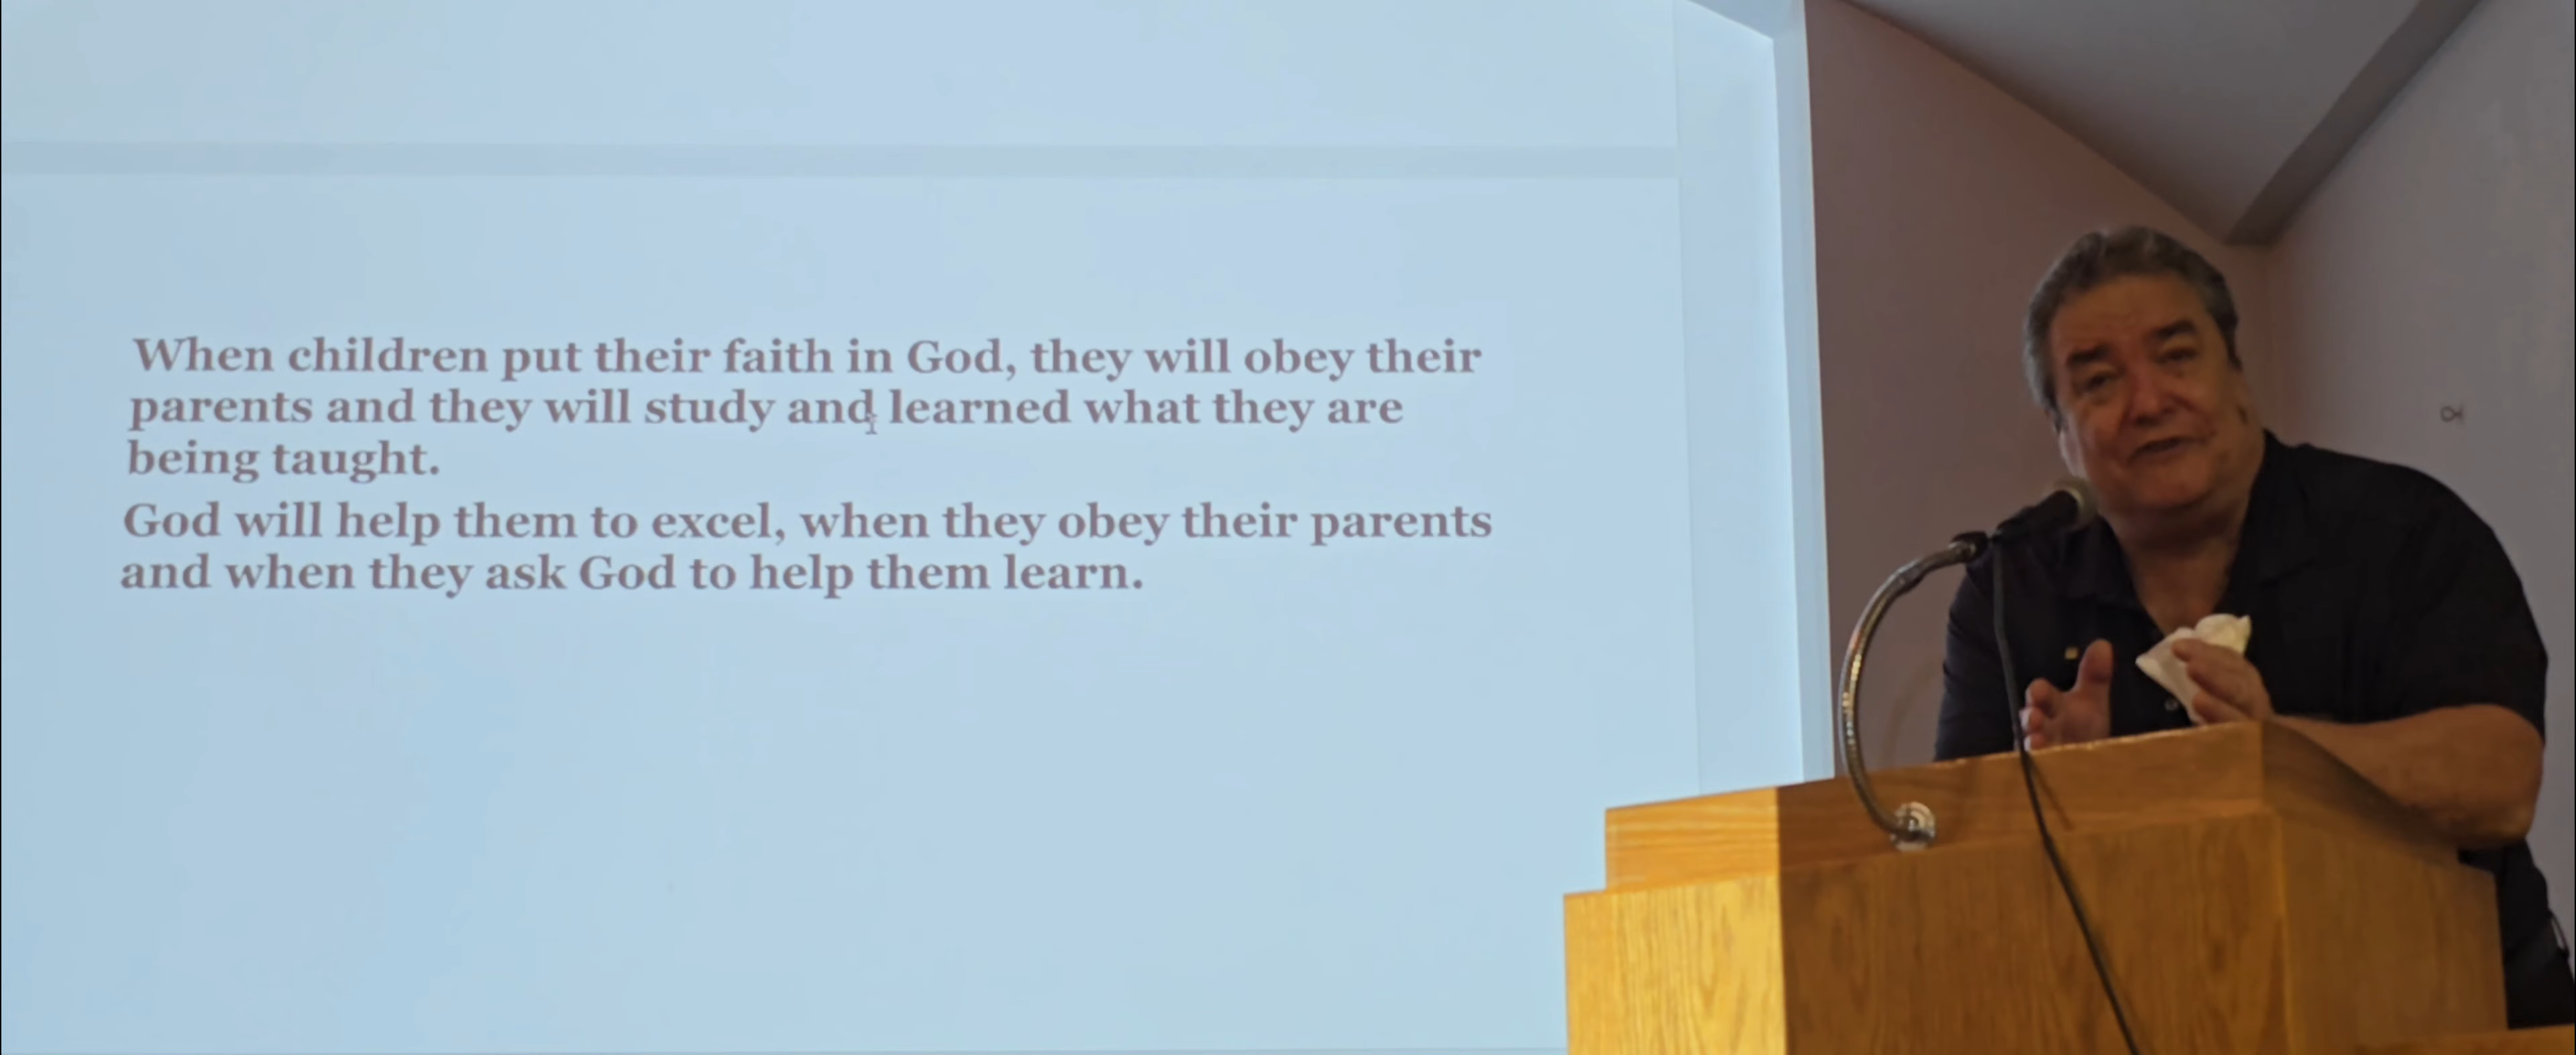 When children put their faith in God, they will obey their
parents and they will study and learned what they are
being taught.
God will help them to excel, when they obey their parents
and when they ask God to help them learn.